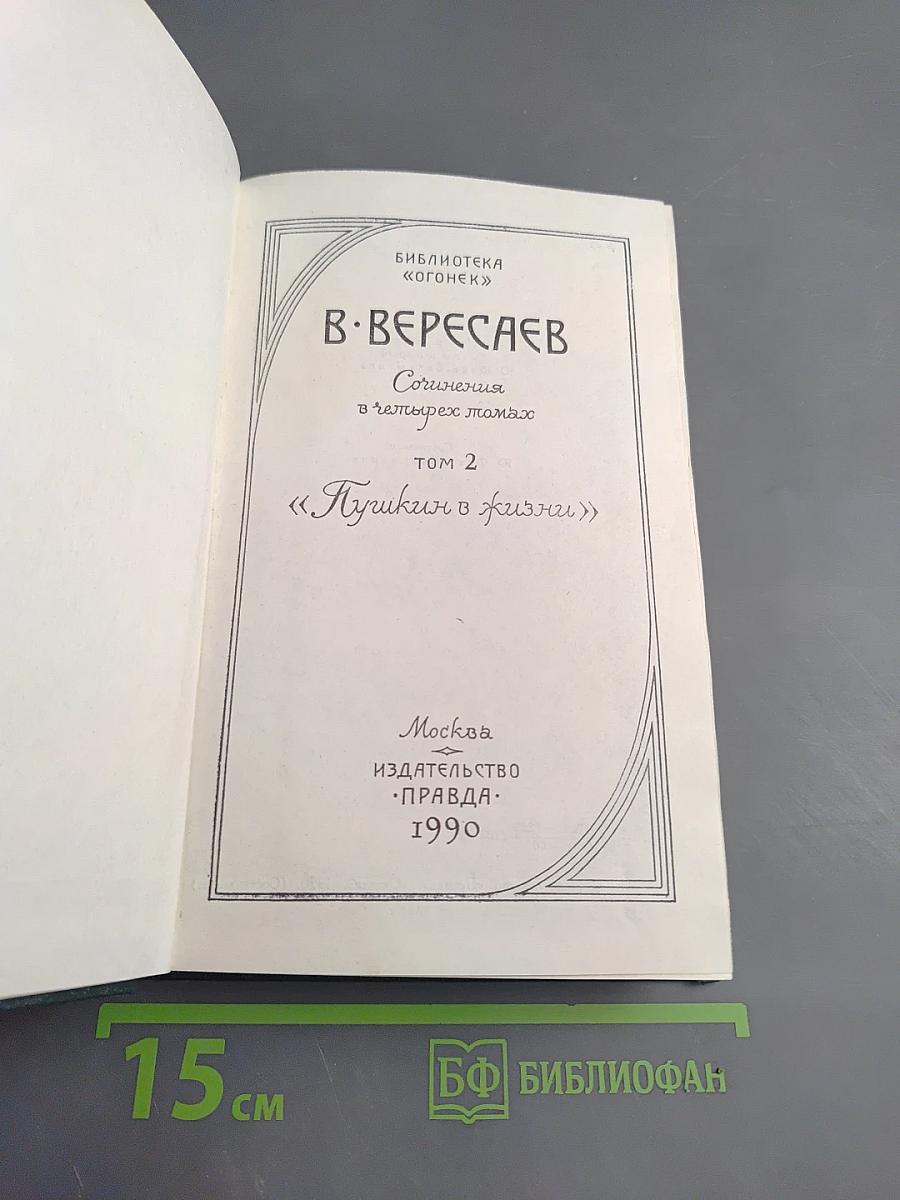 БИБЛИОТЕКА
«ОГОНЕК»
В·ВЕРЕСАЕВ
Сочинения
в четырех томах
ТОМ 2
«Пушкин в жизни»
Москва
ИЗДАТЕЛЬСТВО
·ПРАВДА·
1990
15 см
БФ БИБЛИОФАН